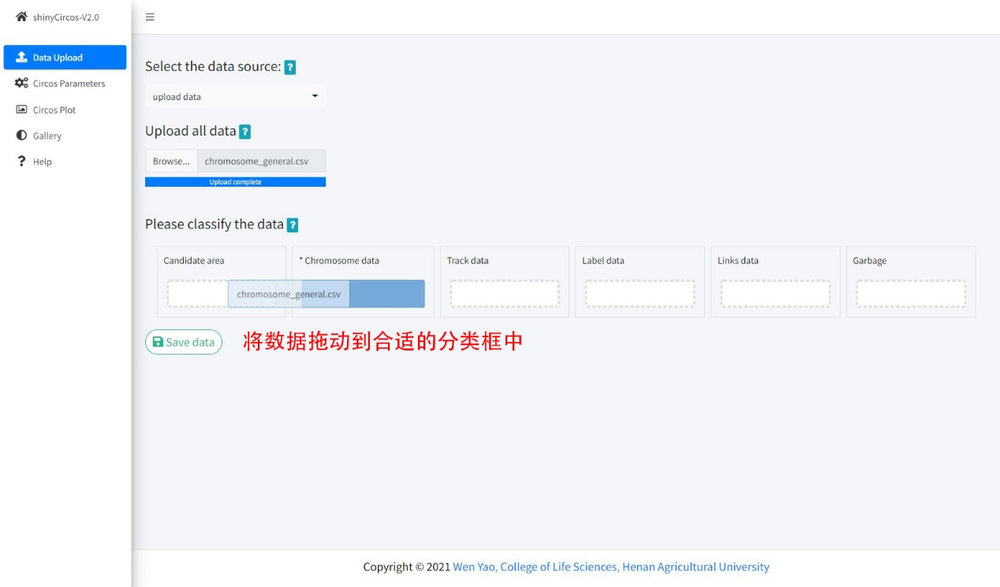 shinyCircos-V2.0
Data Upload
Circos Parameters
Circos Plot
Gallery
? Help
Select the data source: ?
upload data
Upload all data ?
Browse... chromosome_general.csv
Upload complete
Please classify the data ?
Candidate area * Chromosome data Track data Label data Links data Garbage
chromosome_general.csv
Save data 将数据拖动到合适的分类框中
Copyright © 2021 Wen Yao, College of Life Sciences, Henan Agricultural University